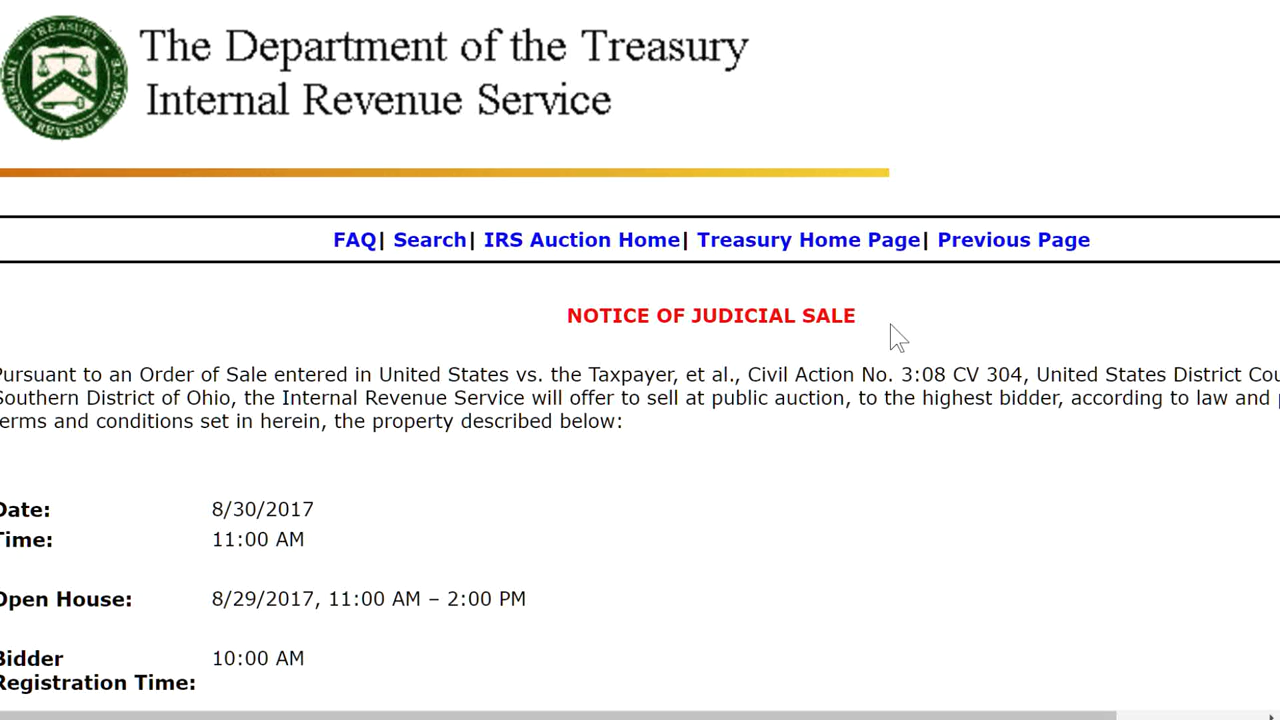 TREASURY
INTERNAL REVENUE SERVICE
The Department of the Treasury
Internal Revenue Service
FAQ| Search| IRS Auction Home| Treasury Home Page| Previous Page
NOTICE OF JUDICIAL SALE
Pursuant to an Order of Sale entered in United States vs. the Taxpayer, et al., Civil Action No. 3:08 CV 304, United States District Cou
Southern District of Ohio, the Internal Revenue Service will offer to sell at public auction, to the highest bidder, according to law and p
terms and conditions set in herein, the property described below:
Date: 8/30/2017
Time: 11:00 AM
Open House: 8/29/2017, 11:00 AM – 2:00 PM
Bidder 10:00 AM
Registration Time: